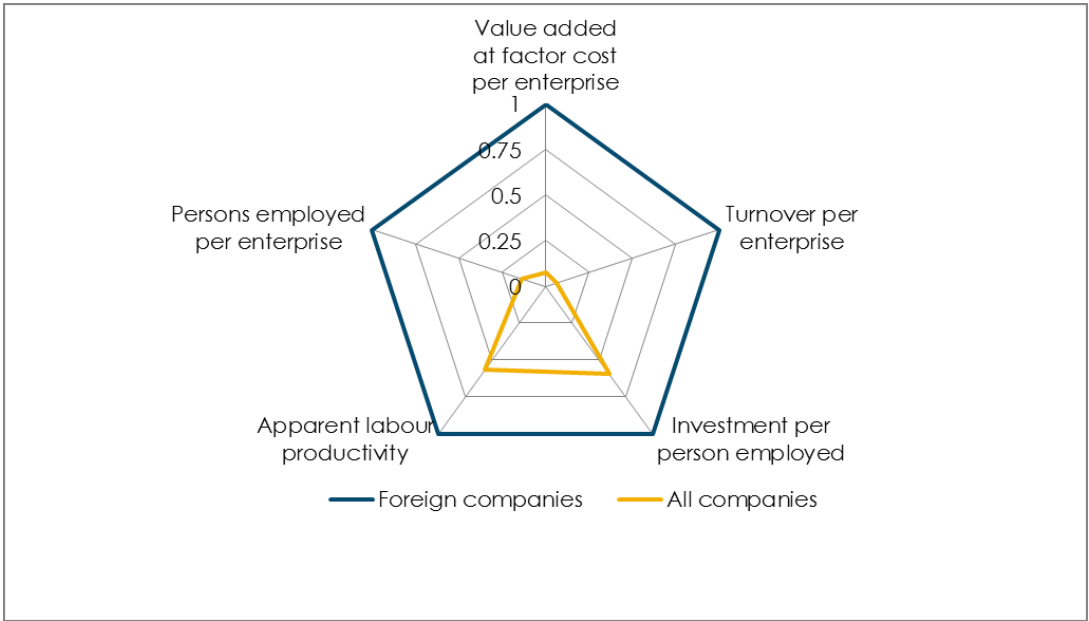 Value added
at factor cost
per enterprise
1
0.75
0.5
0.25
0
Persons employed
per enterprise
Turnover per
enterprise
Apparent labour
productivity
Investment per
person employed
Foreign companies
All companies